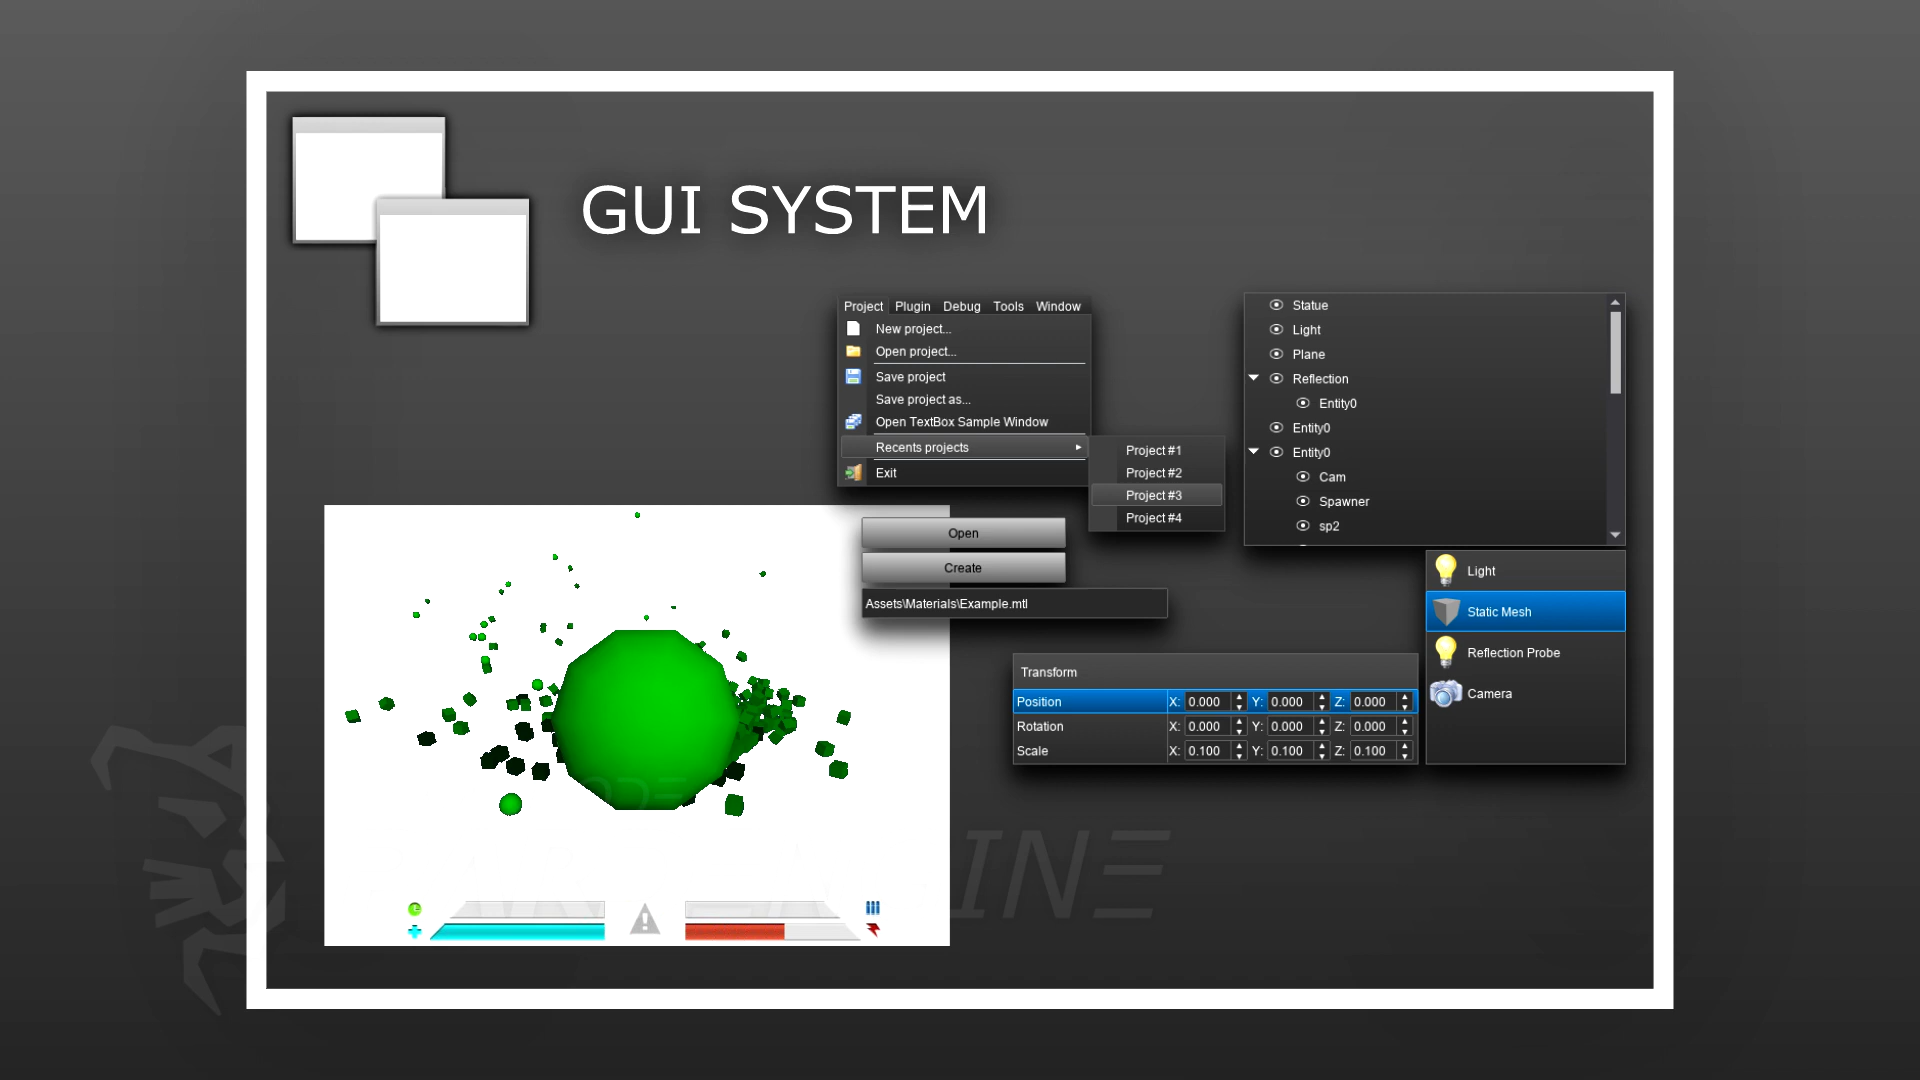 GUI SYSTEM
Project Plugin Debug Tools Window
New project...
Open project...
Save project
Save project as...
Open TextBox Sample Window
Recents projects
Exit
Project #1
Project #2
Project #3
Project #4
Statue
Light
Plane
Reflection
Entity0
Entity0
Entity0
Cam
Spawner
sp2
Open
Create
Assets\Materials\Example.mtl
Light
Static Mesh
Reflection Probe
Camera
Transform
Position X: 0.000 Y: 0.000 Z: 0.000
Rotation X: 0.000 Y: 0.000 Z: 0.000
Scale X: 0.100 Y: 0.100 Z: 0.100